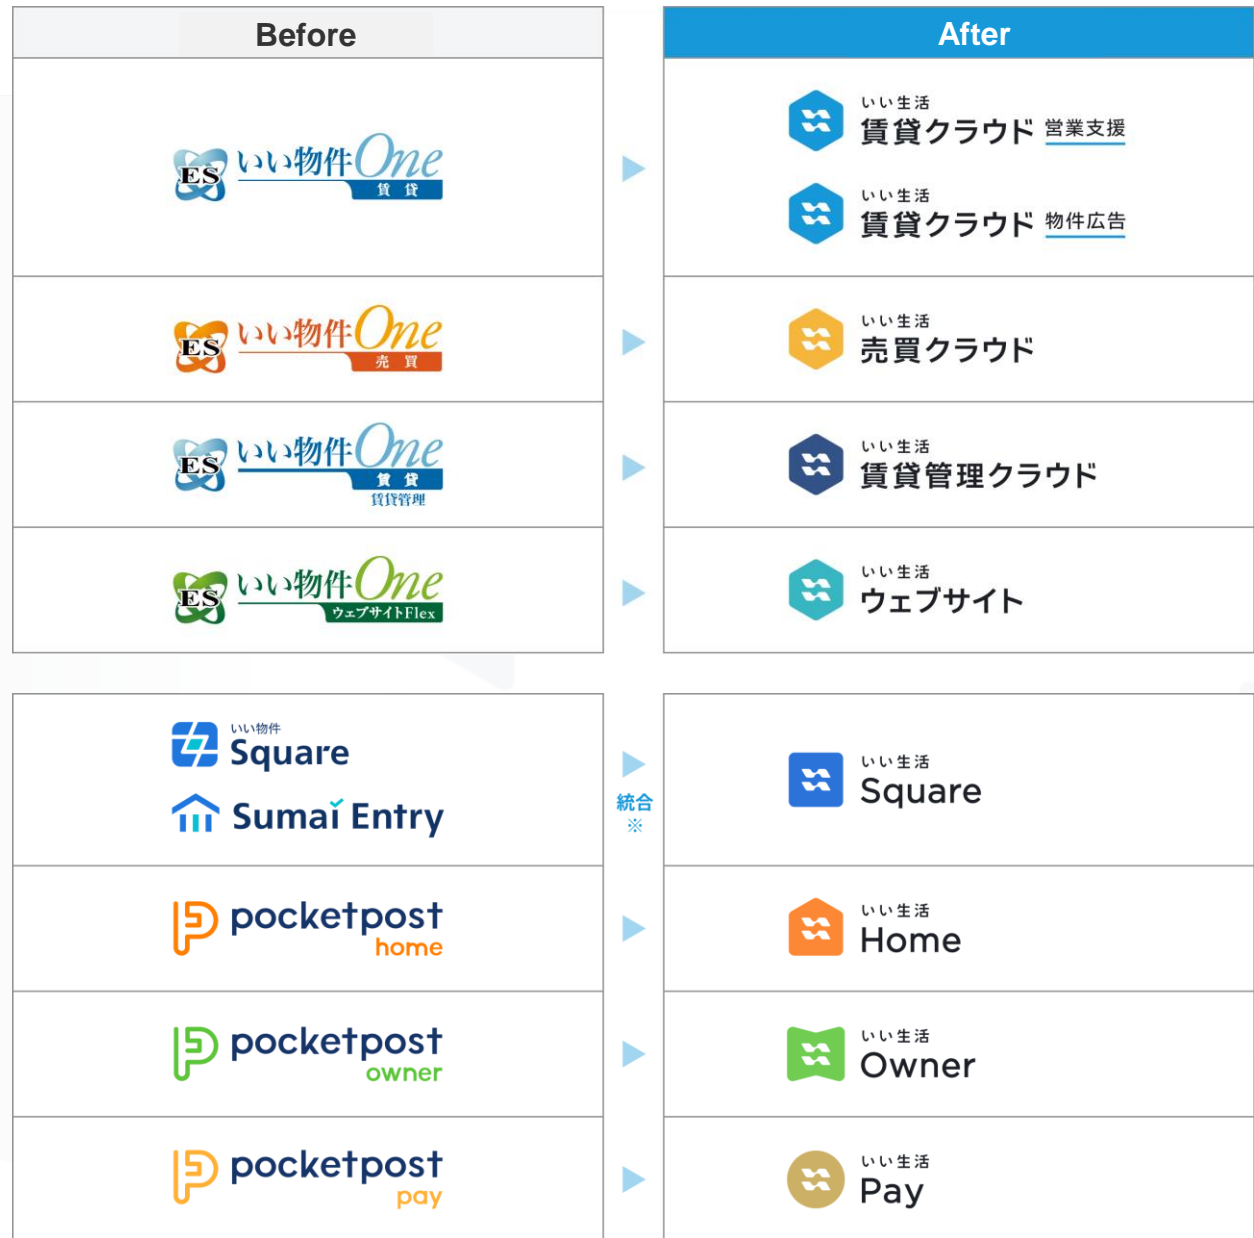 Before
After
ES いい物件One
賃貸
いい生活
賃貸クラウド 営業支援
いい生活
賃貸クラウド 物件広告
ES いい物件One
売買
いい生活
売買クラウド
ES いい物件One
賃貸
賃貸管理
いい生活
賃貸管理クラウド
ES いい物件One
ウェブサイトFlex
いい生活
ウェブサイト
いい物件
Square
Sumai Entry
統合
※
いい生活
Square
pocketpost
home
いい生活
Home
pocketpost
owner
いい生活
Owner
pocketpost
pay
いい生活
Pay